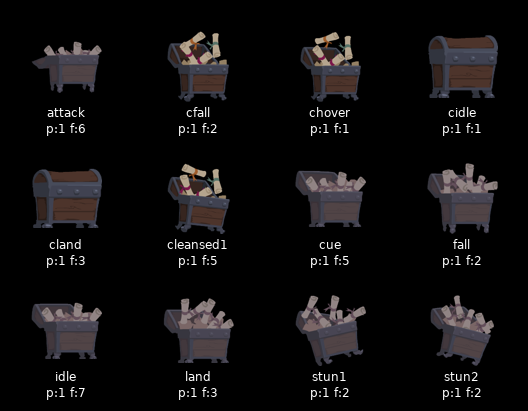 attack
p:1 f:6
cfall
p:1 f:2
chover
p:1 f:1
cidle
p:1 f:1
cland
p:1 f:3
cleansed1
p:1 f:5
cue
p:1 f:5
fall
p:1 f:2
idle
p:1 f:7
land
p:1 f:3
stun1
p:1 f:2
stun2
p:1 f:2